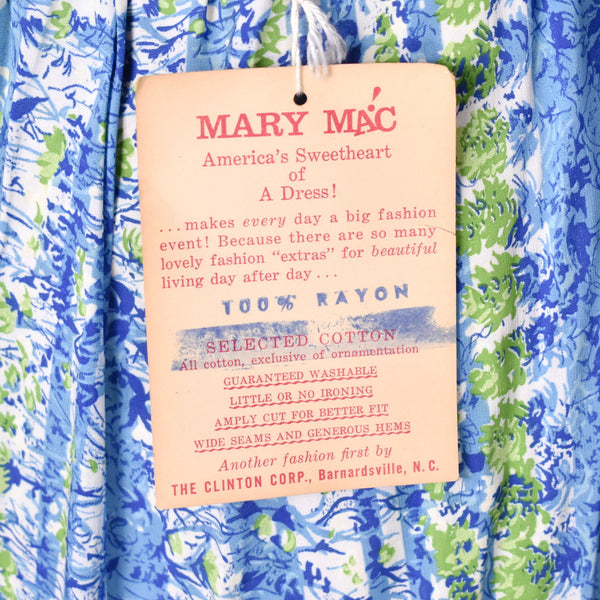 MARY MAC
America's Sweetheart
of
A Dress!
...makes every day a big fashion
event! Because there are so many
lovely fashion "extras" for beautiful
living day after day...
100% RAYON
SELECTED COTTON
All cotton, exclusive of ornamentation
GUARANTEED WASHABLE
LITTLE OR NO IRONING
AMPLY CUT FOR BETTER FIT
WIDE SEAMS AND GENEROUS HEMS
Another fashion first by
THE CLINTON CORP., Barnardsville, N. C.